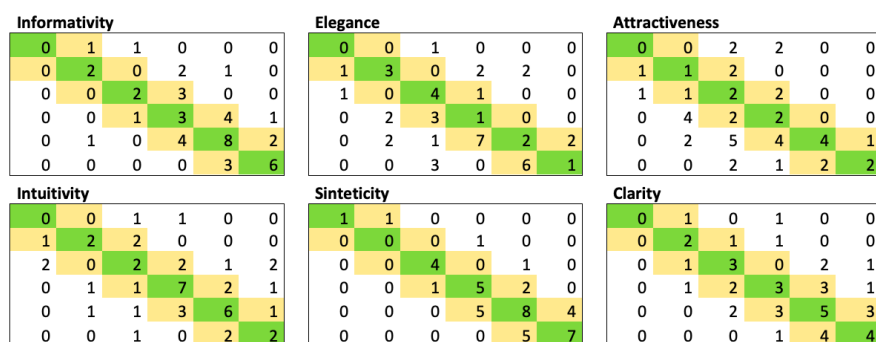 Informativity Elegance Attractiveness
0 1 1 0 0 0 0 0 1 0 0 0 0 0 2 2 0 0
0 2 0 2 1 0 1 3 0 2 2 0 1 1 2 0 0 0
0 0 2 3 0 0 1 0 4 1 0 0 1 1 2 2 0 0
0 0 1 3 4 1 0 2 3 1 0 0 0 4 2 2 0 0
0 1 0 4 8 2 0 2 1 7 2 2 0 2 5 4 4 1
0 0 0 0 3 6 0 0 3 0 6 1 0 0 2 1 2 2
Intuitivity Sinteticity Clarity
0 0 1 1 0 0 1 1 0 0 0 0 0 1 0 1 0 0
1 2 2 0 0 0 0 0 0 1 0 0 0 2 1 1 0 0
2 0 2 2 1 2 0 0 4 0 1 0 0 1 3 0 2 1
0 1 1 7 2 1 0 0 1 5 2 0 0 1 2 3 3 1
0 1 1 3 6 1 0 0 0 5 8 4 0 0 2 3 5 3
0 0 1 0 2 2 0 0 0 0 5 7 0 0 0 1 4 4